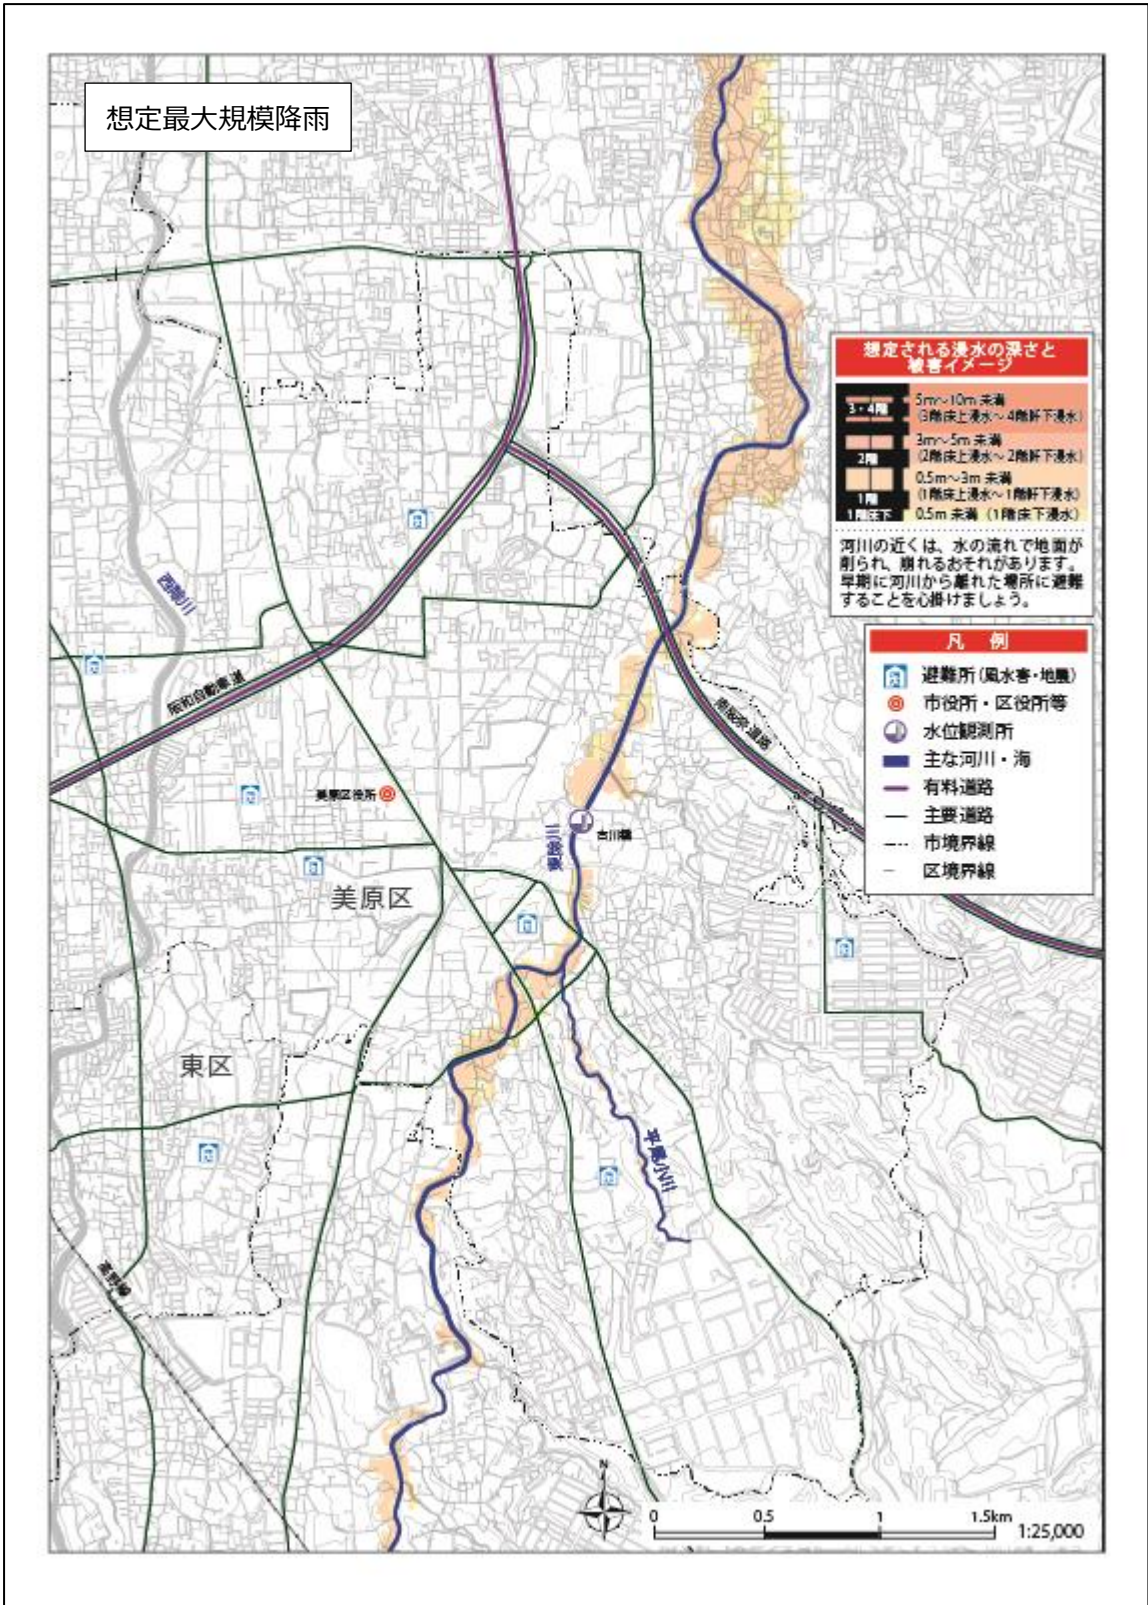 想定最大規模降雨
想定される浸水の深さと
被害イメージ
3・4階
5m～10m 未満
(3階床上浸水～4階軒下浸水)
2階
3m～5m 未満
(2階床上浸水～2階軒下浸水)
1階
0.5m～3m 未満
(1階床上浸水～1階軒下浸水)
1階床下
0.5m 未満 (1階床下浸水)
河川の近くは、水の流れで地面が
削られ、崩れるおそれがあります。
早期に河川から離れた場所に避難
することを心掛けましょう。
凡 例
避難所(風水害・地震)
市役所・区役所等
水位観測所
主な河川・海
有料道路
主要道路
市境界線
区境界線
西除川
阪和自動車道
南阪奈道路
美原区役所
東除川
古川橋
美原区
東区
平尾小川
高野線
N
0 0.5 1 1.5km
1:25,000